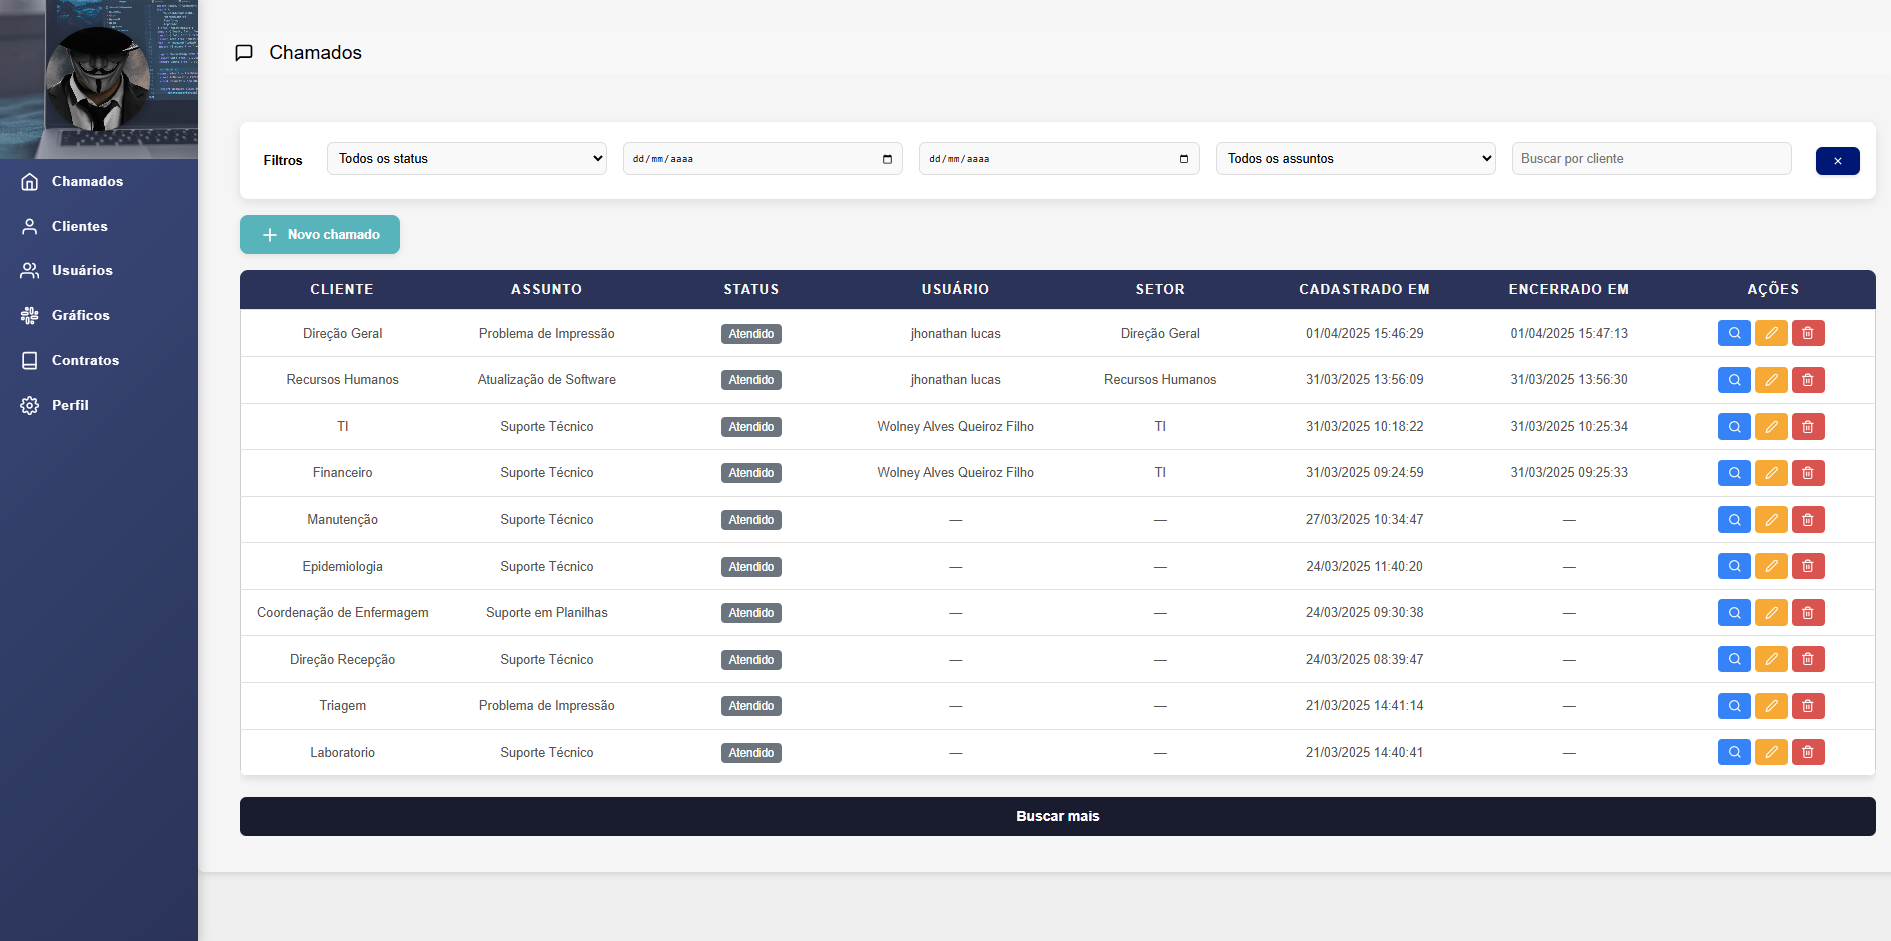 Chamados
Clientes
Usuários
Gráficos
Contratos
Perfil
Chamados
Filtros Todos os status dd/mm/aaaa dd/mm/aaaa Todos os assuntos Buscar por cliente ×
Novo chamado
CLIENTE ASSUNTO STATUS USUÁRIO SETOR CADASTRADO EM ENCERRADO EM AÇÕES
Direção Geral Problema de Impressão Atendido jhonathan lucas Direção Geral 01/04/2025 15:46:29 01/04/2025 15:47:13
Recursos Humanos Atualização de Software Atendido jhonathan lucas Recursos Humanos 31/03/2025 13:56:09 31/03/2025 13:56:30
TI Suporte Técnico Atendido Wolney Alves Queiroz Filho TI 31/03/2025 10:18:22 31/03/2025 10:25:34
Financeiro Suporte Técnico Atendido Wolney Alves Queiroz Filho TI 31/03/2025 09:24:59 31/03/2025 09:25:33
Manutenção Suporte Técnico Atendido — — 27/03/2025 10:34:47 —
Epidemiologia Suporte Técnico Atendido — — 24/03/2025 11:40:20 —
Coordenação de Enfermagem Suporte em Planilhas Atendido — — 24/03/2025 09:30:38 —
Direção Recepção Suporte Técnico Atendido — — 24/03/2025 08:39:47 —
Triagem Problema de Impressão Atendido — — 21/03/2025 14:41:14 —
Laboratorio Suporte Técnico Atendido — — 21/03/2025 14:40:41 —
Buscar mais